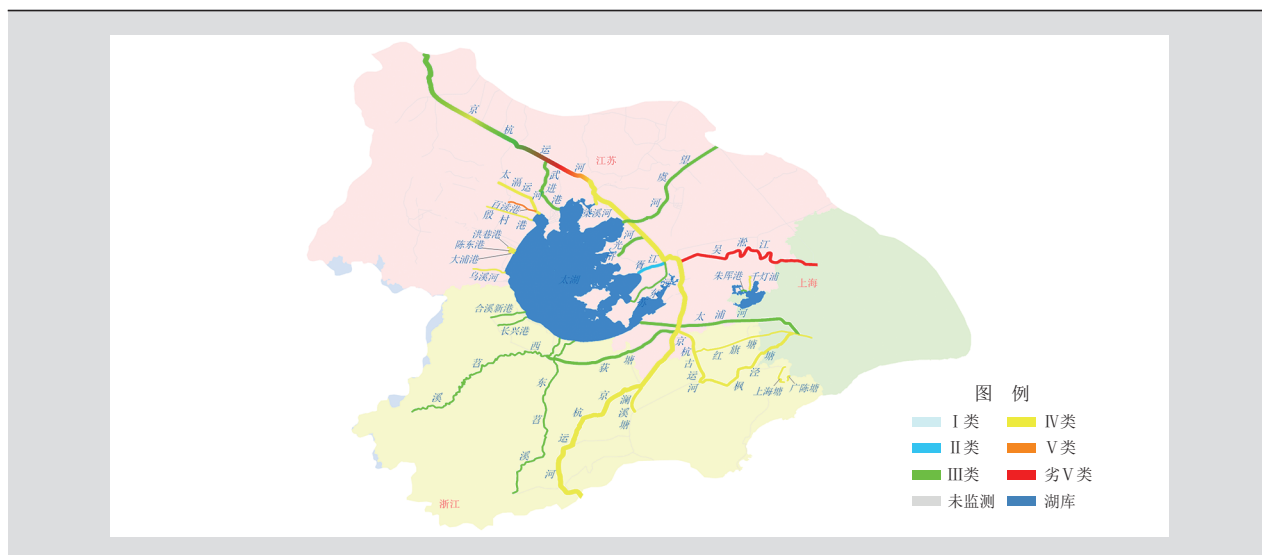 京杭运河
江苏
望虞河
武进港
太滆运河
百渎港
殷村港
梁溪河
洪巷港
陈东港
大浦港
乌溪河
河
光
胥江
吴淞江
朱厍港
千灯浦
上海
太湖
合溪新港
长兴港
太浦河
西
苕
溪
荻塘
京杭古运河
红旗塘
枫泾塘
上海塘
广陈塘
东苕溪
京杭运河
澜溪塘
浙江
图 例
Ⅰ类
Ⅳ类
Ⅱ类
Ⅴ类
Ⅲ类
劣Ⅴ类
未监测
湖库